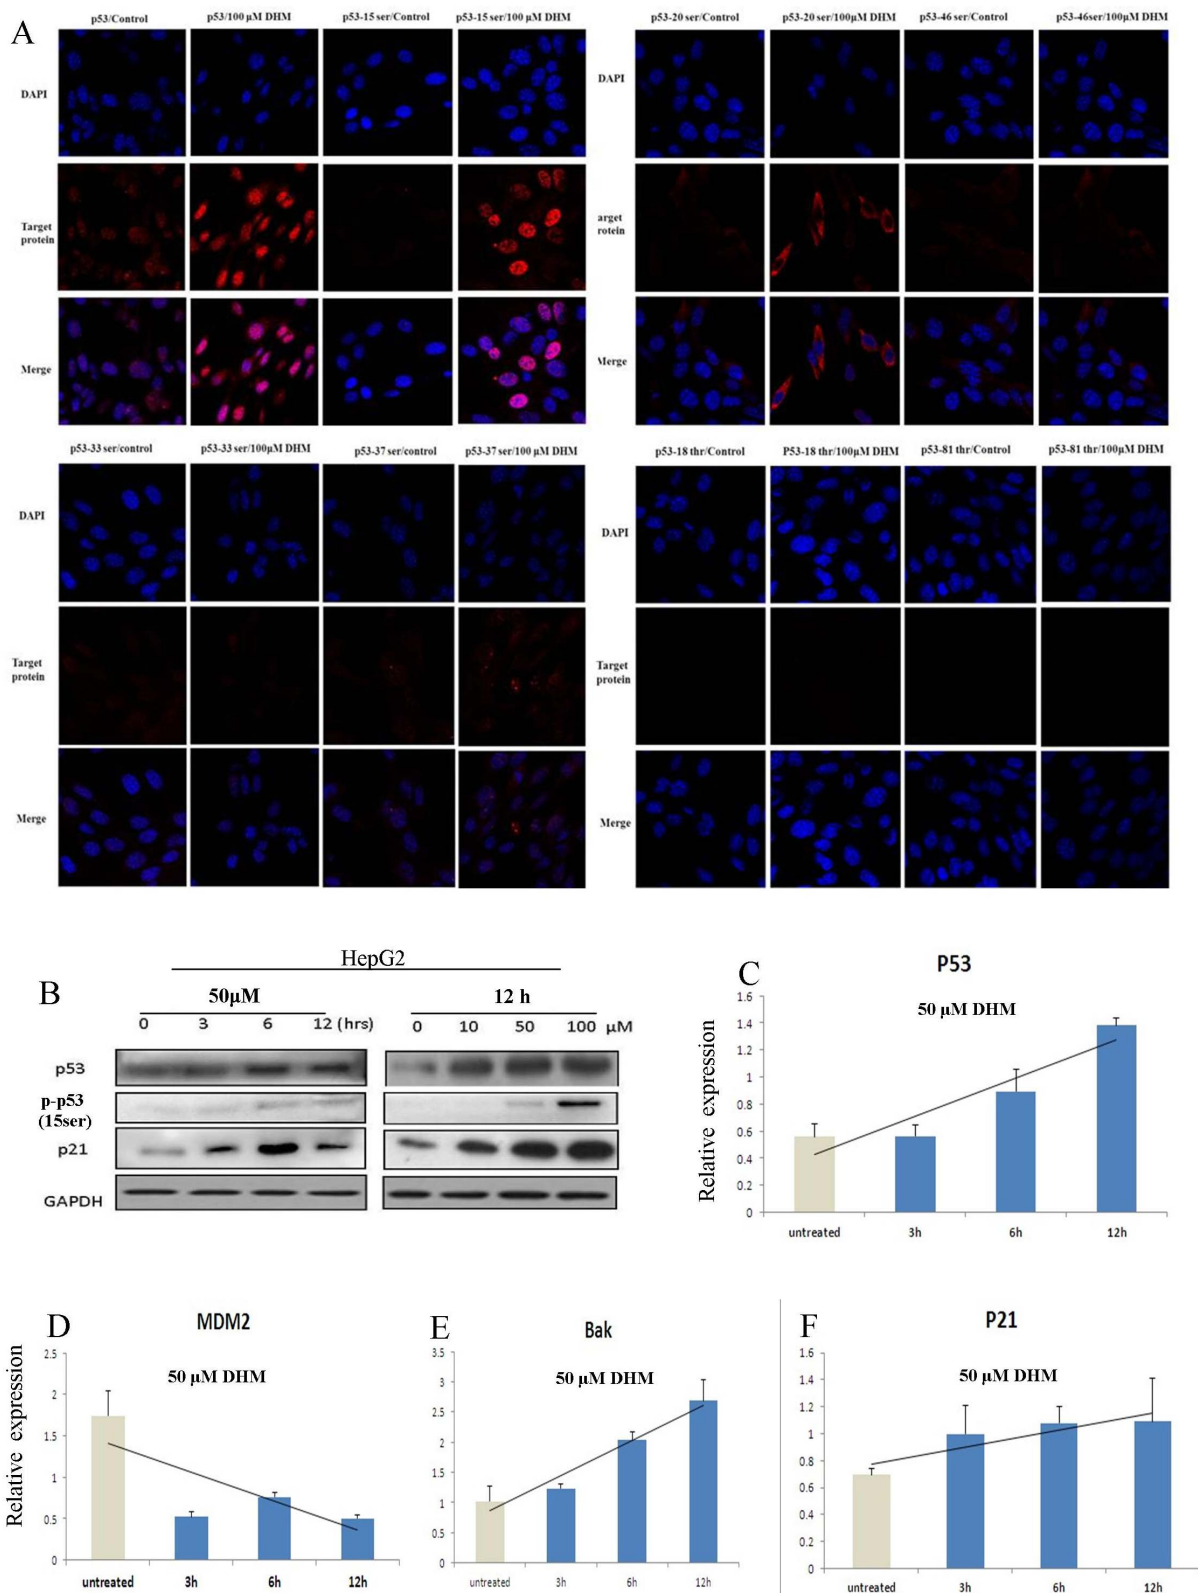 A
p53/Control p53/100 μM DHM p53-15 ser/Control p53-15 ser/100 μM DHM
DAPI
Target
protein
Merge
p53-20 ser/Control p53-20 ser/100μM DHM p53-46 ser/Control p53-46ser/100μM DHM
DAPI
arget
rotein
Merge
p53-33 ser/control p53-33 ser/100μM DHM p53-37 ser/control p53-37 ser/100 μM DHM
DAPI
Target
protein
Merge
p53-18 thr/Control P53-18 thr/100μM DHM p53-81 thr/Control p53-81 thr/100μM DHM
DAPI
Target
protein
Merge
B
HepG2
50μM 12 h
0 3 6 12 (hrs) 0 10 50 100 μM
p53
p-p53
(15ser)
p21
GAPDH
C
P53
50 μM DHM
Relative expression
1.6
1.4
1.2
1
0.8
0.6
0.4
0.2
0
untreated 3h 6h 12h
D
MDM2
50 μM DHM
Relative expression
2.5
2
1.5
1
0.5
0
untreated 3h 6h 12h
E
Bak
50 μM DHM
3.5
3
2.5
2
1.5
1
0.5
0
untreated 3h 6h 12h
F
P21
50 μM DHM
1.6
1.4
1.2
1
0.8
0.6
0.4
0.2
0
untreated 3h 6h 12h